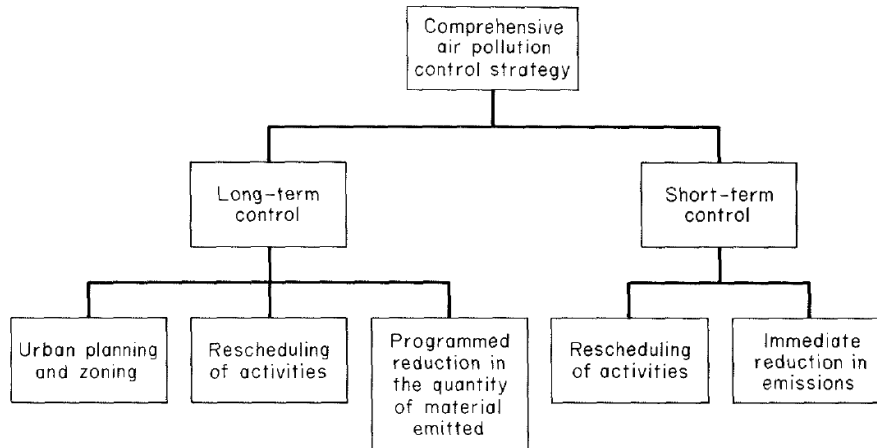 Comprehensive
air pollution
control strategy
Long-term
control
Short-term
control
Urban planning
and zoning
Rescheduling
of activities
Programmed
reduction in
the quantity
of material
emitted
Rescheduling
of activities
Immediate
reduction in
emissions